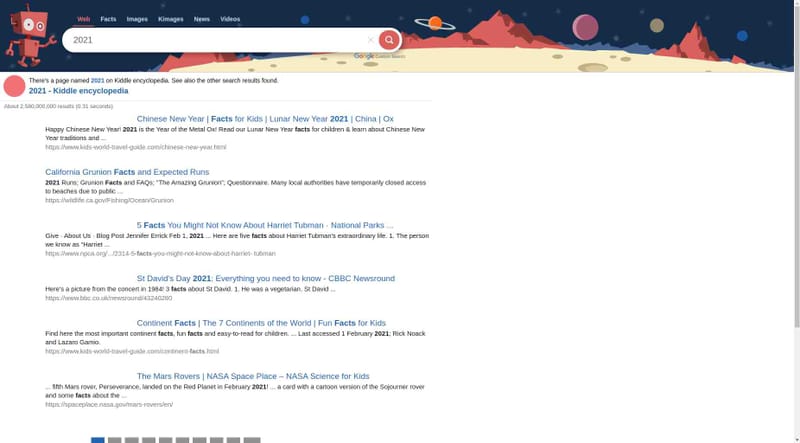 Web Facts Images Kimages News Videos
2021
Google Custom Search
There's a page named 2021 on Kiddle encyclopedia. See also the other search results found.
2021 - Kiddle encyclopedia
About 2,580,000,000 results (0.31 seconds)
Chinese New Year | Facts for Kids | Lunar New Year 2021 | China | Ox
Happy Chinese New Year! 2021 is the Year of the Metal Ox! Read our Lunar New Year facts for children & learn about Chinese New
Year traditions and ...
https://www.kids-world-travel-guide.com/chinese-new-year.html
California Grunion Facts and Expected Runs
2021 Runs; Grunion Facts and FAQs; "The Amazing Grunion"; Questionnaire. Many local authorities have temporarily closed access
to beaches due to public ...
https://wildlife.ca.gov/Fishing/Ocean/Grunion
5 Facts You Might Not Know About Harriet Tubman · National Parks ...
Give · About Us · Blog Post Jennifer Errick Feb 1, 2021 ... Here are five facts about Harriet Tubman's extraordinary life. 1. The person
we know as "Harriet ...
https://www.npca.org/.../2314-5-facts-you-might-not-know-about-harriet- tubman
St David's Day 2021: Everything you need to know - CBBC Newsround
Here's a picture from the concert in 1984! 3 facts about St David. 1. He was a vegetarian. St David ...
https://www.bbc.co.uk/newsround/43240280
Continent Facts | The 7 Continents of the World | Fun Facts for Kids
Find here the most important continent facts, fun facts and easy-to-read for children. ... Last accessed 1 February 2021; Rick Noack
and Lazaro Gamio.
https://www.kids-world-travel-guide.com/continent-facts.html
The Mars Rovers | NASA Space Place – NASA Science for Kids
... fifth Mars rover, Perseverance, landed on the Red Planet in February 2021! ... a card with a cartoon version of the Sojourner rover
and some facts about the ...
https://spaceplace.nasa.gov/mars-rovers/en/